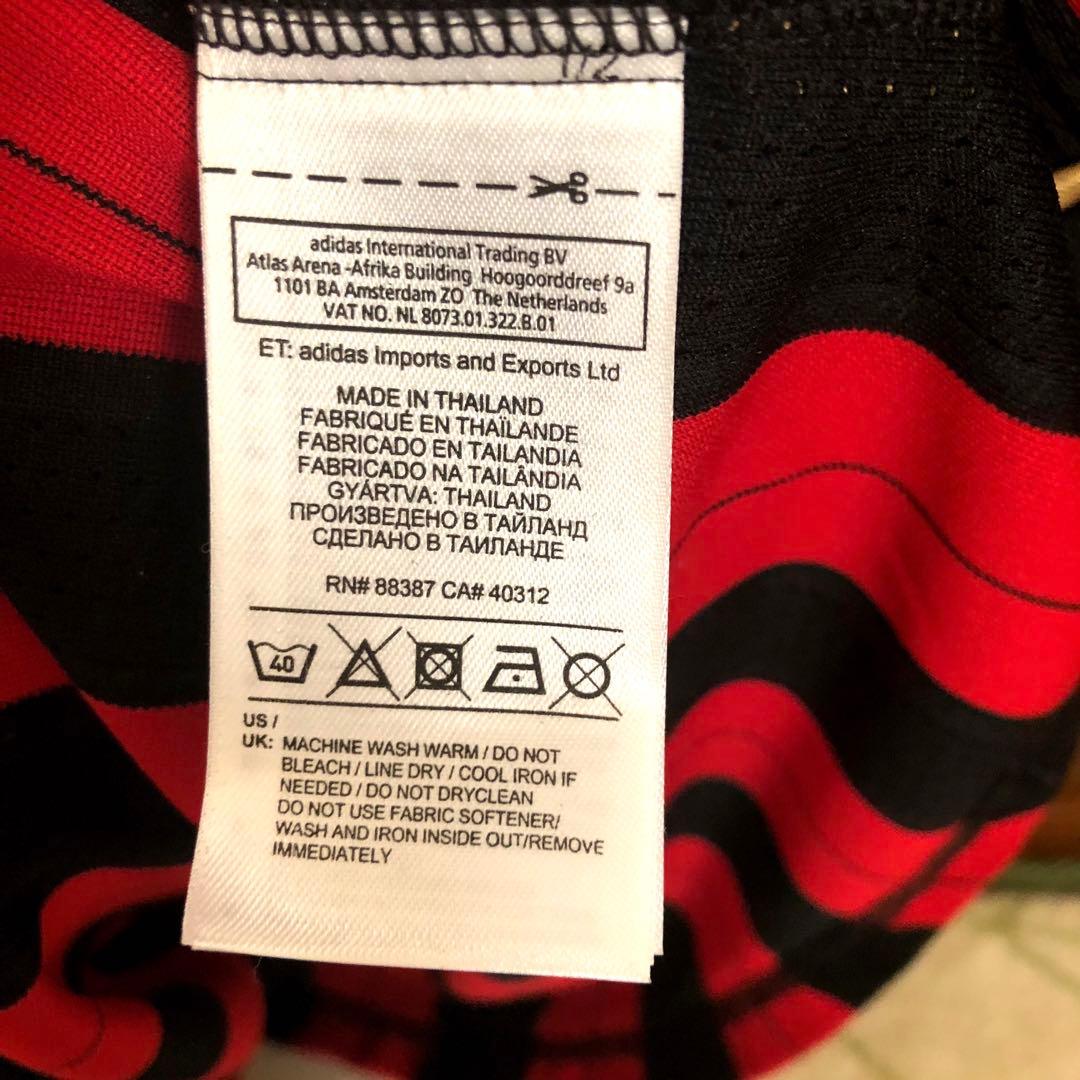 1/2
adidas International Trading BV
Atlas Arena -Afrika Building Hoogoorddreef 9a
1101 BA Amsterdam ZO The Netherlands
VAT NO. NL 8073.01.322.B.01
ET: adidas Imports and Exports Ltd
MADE IN THAILAND
FABRIQUÉ EN THAÏLANDE
FABRICADO EN TAILANDIA
FABRICADO NA TAILÂNDIA
GYÁRTVA: THAILAND
ПРОИЗВЕДЕНО В ТАЙЛАНД
СДЕЛАНО В ТАИЛАНДЕ
RN# 88387 CA# 40312
40
US /
UK: MACHINE WASH WARM / DO NOT
BLEACH / LINE DRY / COOL IRON IF
NEEDED / DO NOT DRYCLEAN
DO NOT USE FABRIC SOFTENER/
WASH AND IRON INSIDE OUT/REMOVE
IMMEDIATELY